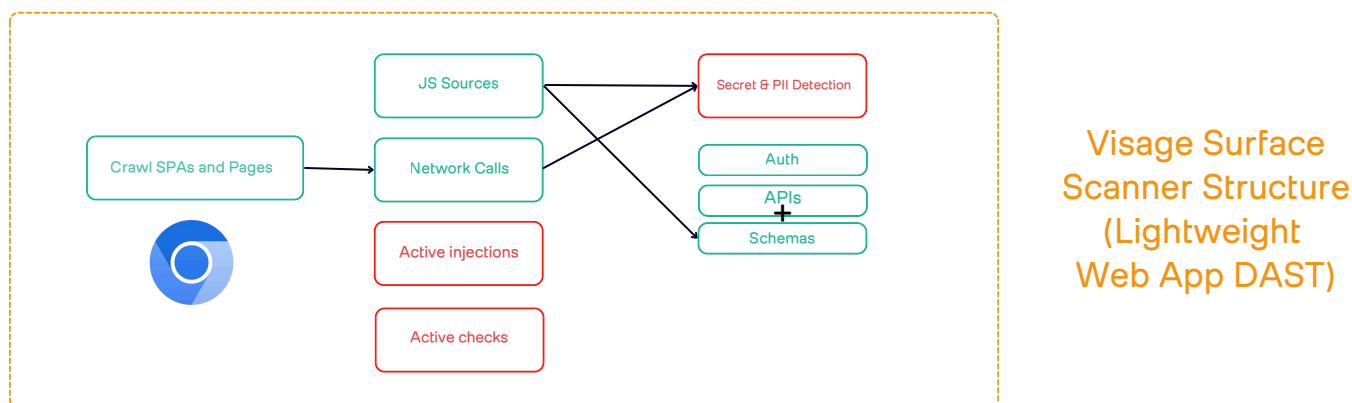 JS Sources
Secret & PII Detection
Crawl SPAs and Pages
Network Calls
Auth
APIs
+
Schemas
Active injections
Active checks
Visage Surface
Scanner Structure
(Lightweight
Web App DAST)